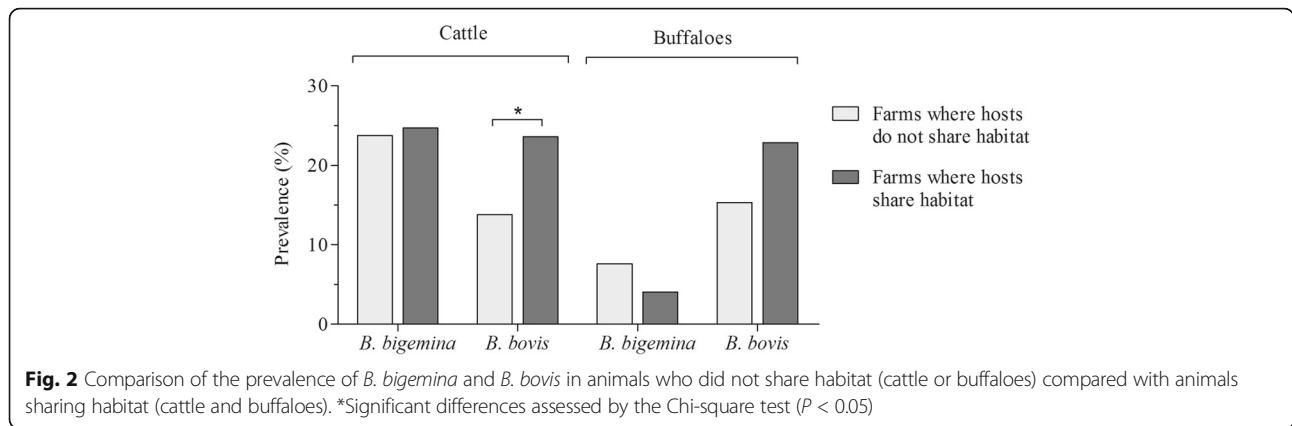 Cattle
Buffaloes
30
20
10
0
Prevalence (%)
*
B. bigemina
B. bovis
B. bigemina
B. bovis
Farms where hosts
do not share habitat
Farms where hosts
share habitat
Fig. 2 Comparison of the prevalence of B. bigemina and B. bovis in animals who did not share habitat (cattle or buffaloes) compared with animals
sharing habitat (cattle and buffaloes). *Significant differences assessed by the Chi-square test (P < 0.05)